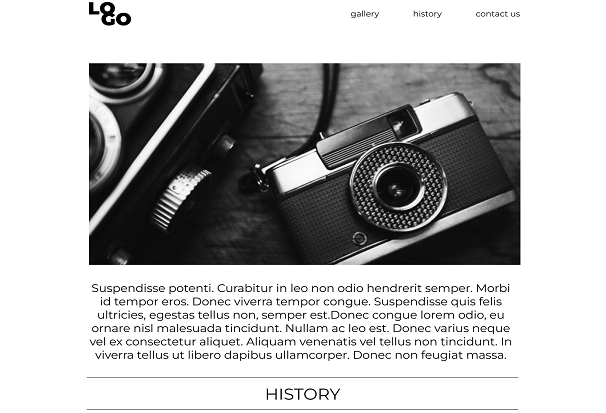 LO
GO
gallery history contact us
Suspendisse potenti. Curabitur in leo non odio hendrerit semper. Morbi
id tempor eros. Donec viverra tempor congue. Suspendisse quis felis
ultricies, egestas tellus non, semper est.Donec congue lorem odio, eu
ornare nisl malesuada tincidunt. Nullam ac leo est. Donec varius neque
vel ex consectetur aliquet. Aliquam venenatis vel tellus non tincidunt. In
viverra tellus ut libero dapibus ullamcorper. Donec non feugiat massa.
HISTORY